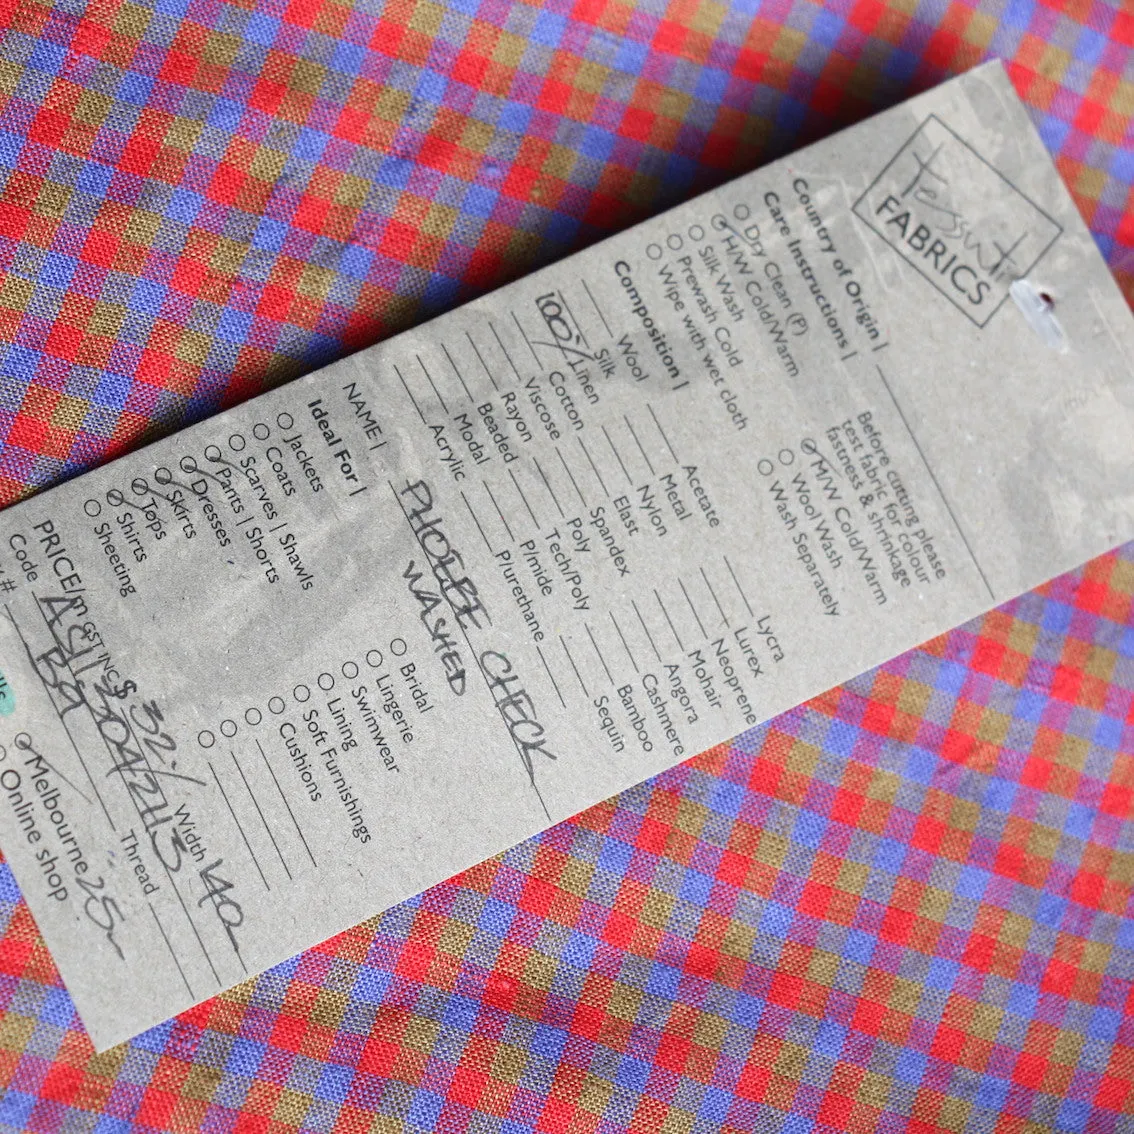 Tessuti
FABRICS
Country of Origin |
Care Instructions |
Before cutting please
test fabric for colour
fastness & shrinkage
Dry Clean (P)
H/W Cold/Warm
M/W Cold/Warm
Silk Wash
Wool Wash
Prewash Cold
Wash Separately
Wipe with wet cloth
Composition |
Wool Acetate Lycra
Silk Metal Lurex
100% Linen Nylon Neoprene
Cotton Elast Mohair
Viscose Spandex Angora
Rayon Poly Cashmere
Beaded Tech/Poly Bamboo
Modal P/mide Sequin
Acrylic P/urethane
NAME | PHOEBE CHECK
WASHED
Ideal For |
Jackets Bridal
Coats Lingerie
Scarves | Shawls Swimwear
Pants | Shorts Lining
Dresses Soft Furnishings
Skirts Cushions
Tops
Shirts
Sheeting
PRICE/m GST INC $ 32 Width 140
Code
Thread
Melbourne 25m
Online shop